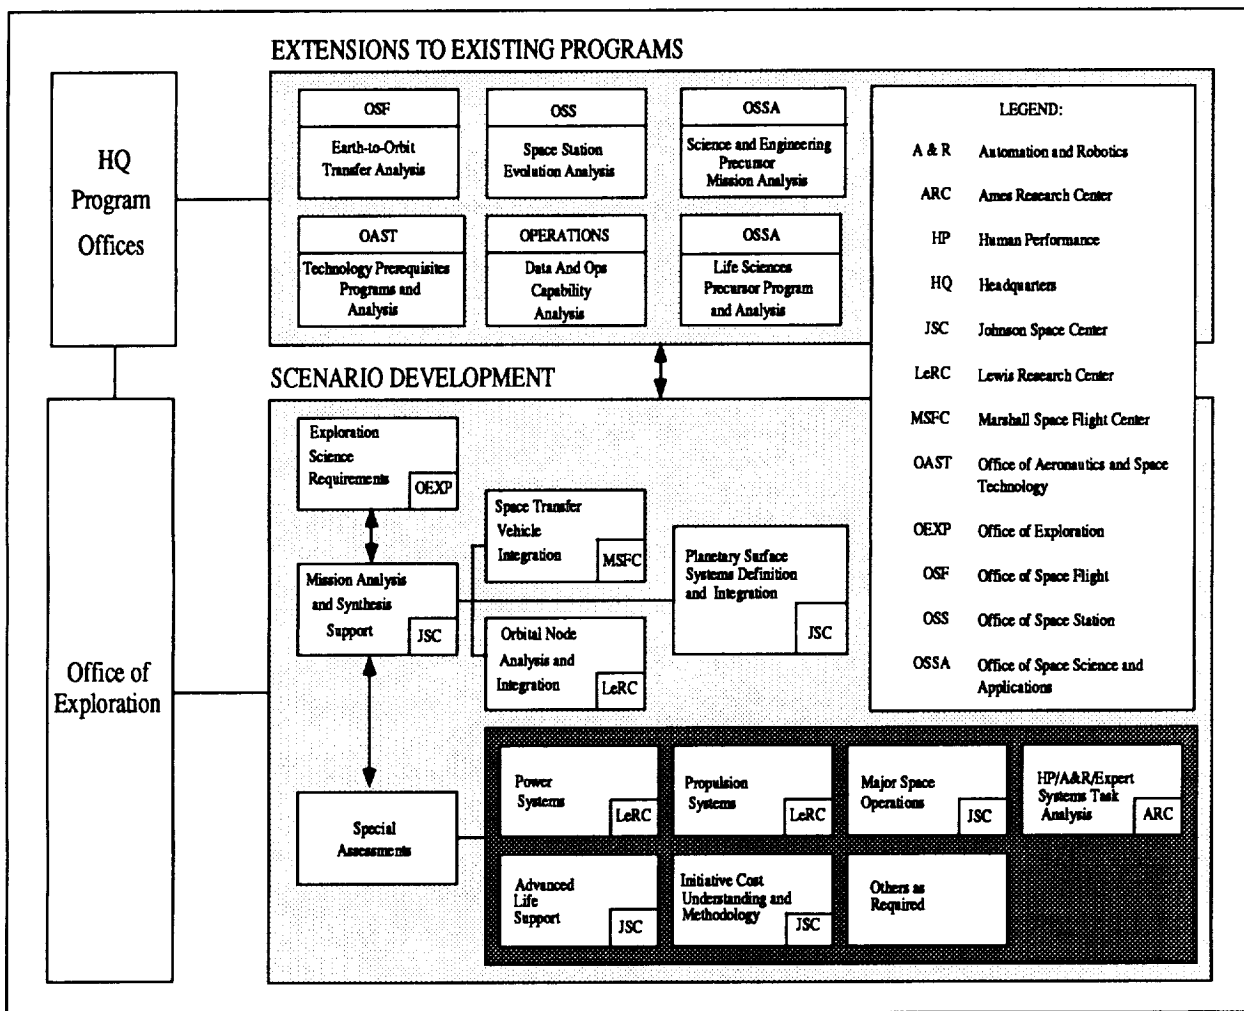 EXTENSIONS TO EXISTING PROGRAMS
HQ
Program
Offices
OSF
Earth-to-Orbit
Transfer Analysis
OSS
Space Station
Evolution Analysis
OSSA
Science and Engineering
Precursor
Mission Analysis
OAST
Technology Prerequisites
Programs and
Analysis
OPERATIONS
Data And Ops
Capability
Analysis
OSSA
Life Sciences
Precursor Program
and Analysis
LEGEND:
A & R Automation and Robotics
ARC Ames Research Center
HP Human Performance
HQ Headquarters
JSC Johnson Space Center
LeRC Lewis Research Center
MSFC Marshall Space Flight Center
OAST Office of Aeronautics and Space
Technology
OEXP Office of Exploration
OSF Office of Space Flight
OSS Office of Space Station
OSSA Office of Space Science and
Applications
SCENARIO DEVELOPMENT
Office of
Exploration
Exploration
Science
Requirements
OEXP
Mission Analysis
and Synthesis
Support
JSC
Space Transfer
Vehicle
Integration
MSFC
Orbital Node
Analysis and
Integration
LeRC
Planetary Surface
Systems Definition
and Integration
JSC
Special
Assessments
Power
Systems
LeRC
Propulsion
Systems
LeRC
Major Space
Operations
JSC
HP/A&R/Expert
Systems Task
Analysis
ARC
Advanced
Life
Support
JSC
Initiative Cost
Understanding and
Methodology
JSC
Others as
Required